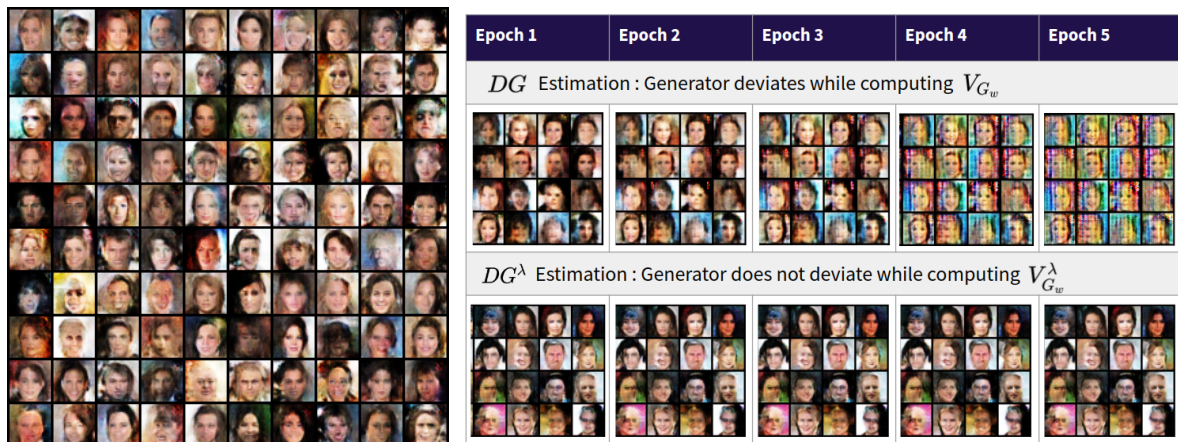 Epoch 1 Epoch 2 Epoch 3 Epoch 4 Epoch 5
DG Estimation : Generator deviates while computing V_{G_w}
DG^λ Estimation : Generator does not deviate while computing V^λ_{G_w}